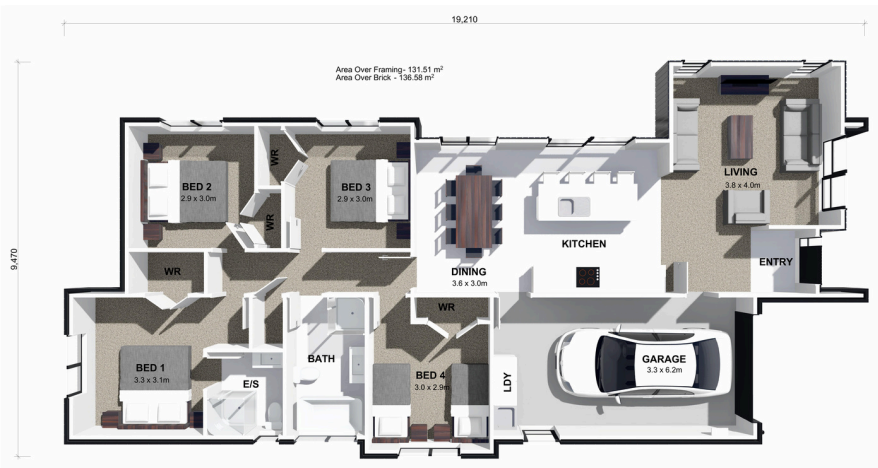 19,210
Area Over Framing- 131.51 m²
Area Over Brick - 136.58 m²
9,470
WR
BED 2
2.9 x 3.0m
BED 3
2.9 x 3.0m
WR
LIVING
3.8 x 4.0m
KITCHEN
ENTRY
WR
DINING
3.6 x 3.0m
WR
BED 1
3.3 x 3.1m
E/S
BATH
BED 4
3.0 x 2.9m
LDY
GARAGE
3.3 x 6.2m